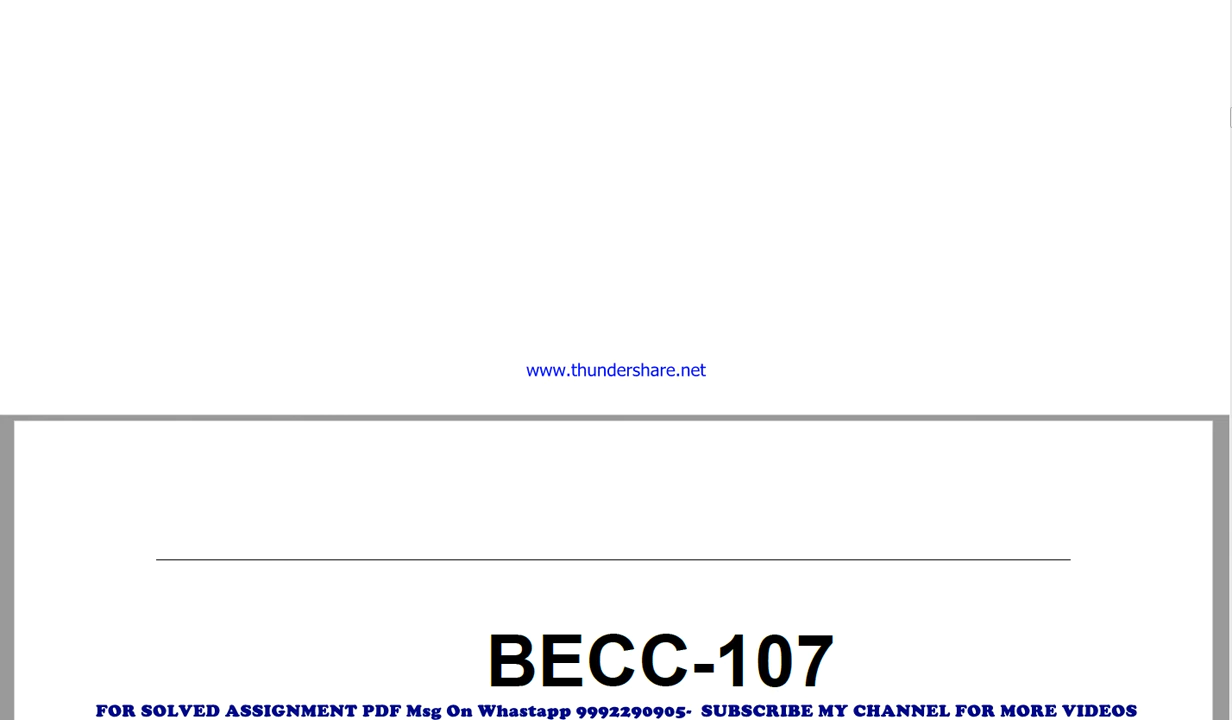 www.thundershare.net
BECC-107
FOR SOLVED ASSIGNMENT PDF Msg On Whastapp 9992290905- SUBSCRIBE MY CHANNEL FOR MORE VIDEOS